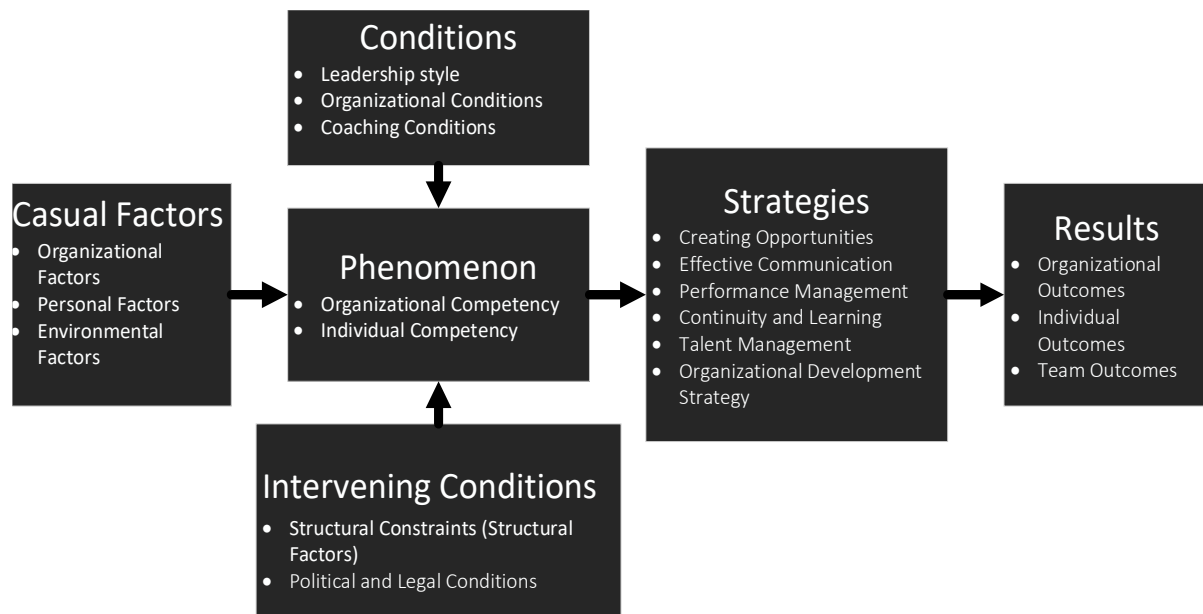 Conditions
• Leadership style
• Organizational Conditions
• Coaching Conditions
Casual Factors
• Organizational
Factors
• Personal Factors
• Environmental
Factors
Phenomenon
• Organizational Competency
• Individual Competency
Intervening Conditions
• Structural Constraints (Structural
Factors)
• Political and Legal Conditions
Strategies
• Creating Opportunities
• Effective Communication
• Performance Management
• Continuity and Learning
• Talent Management
• Organizational Development
Strategy
Results
• Organizational
Outcomes
• Individual
Outcomes
• Team Outcomes